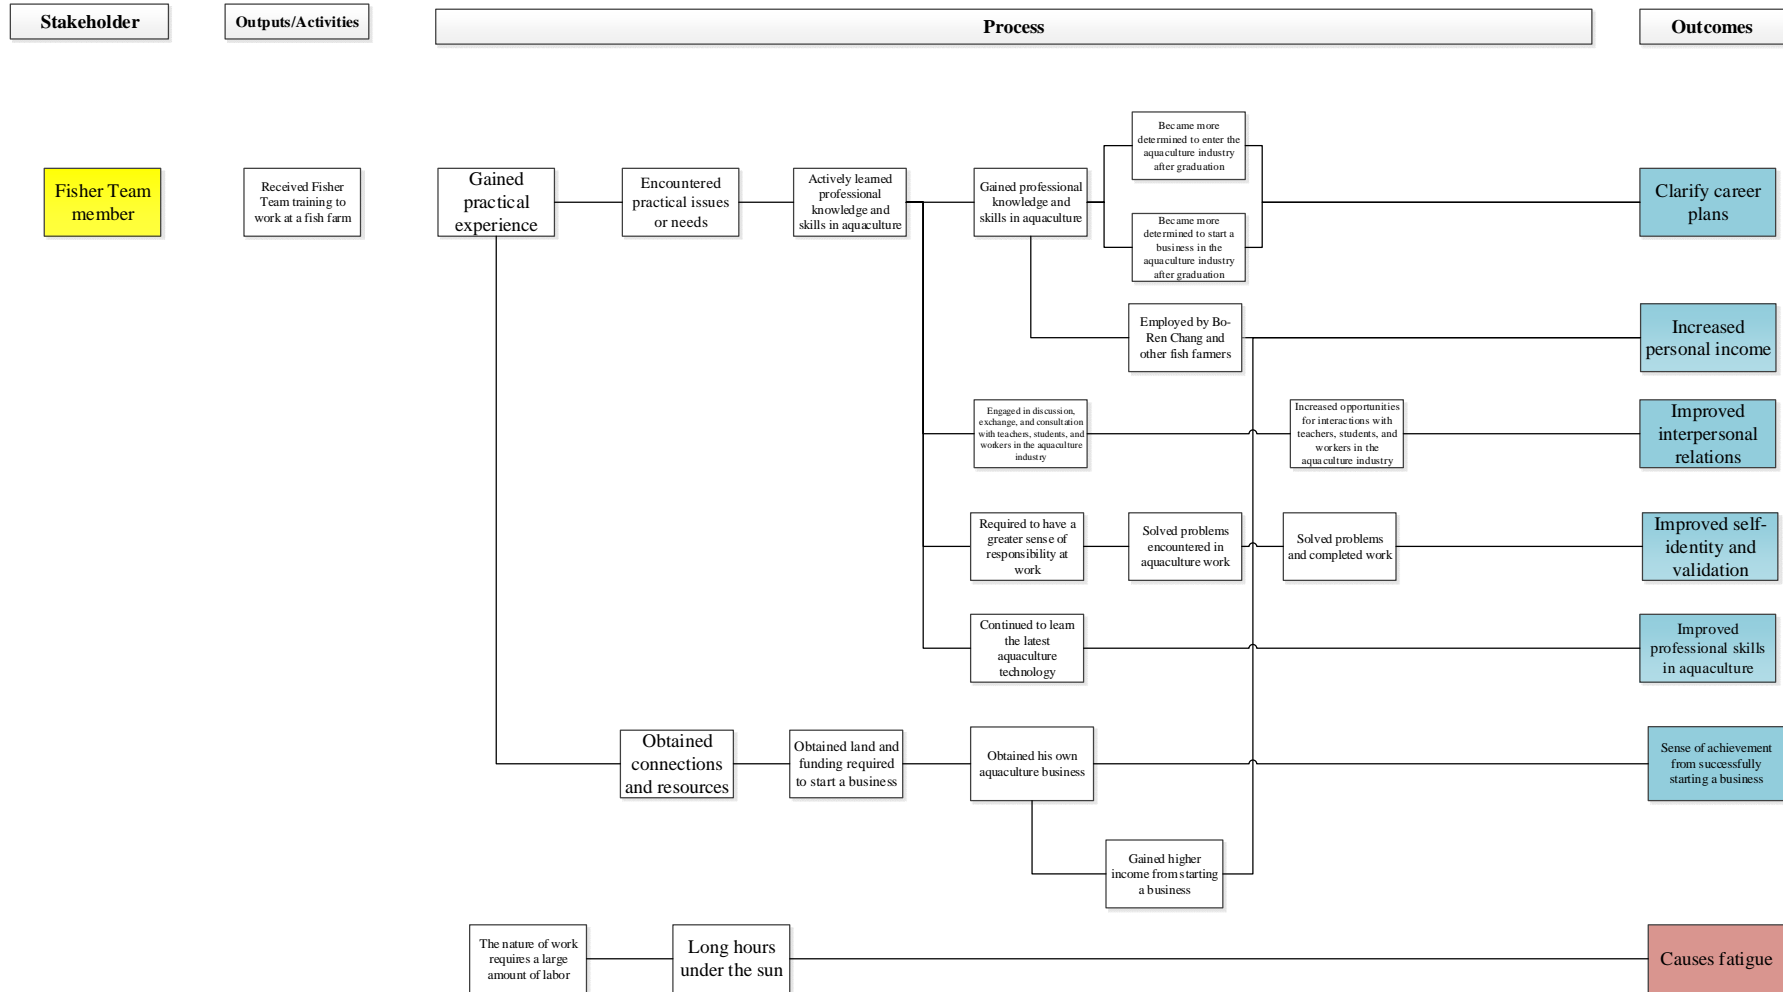 Stakeholder
Outputs/Activities
Process
Outcomes
Fisher Team
member
Received Fisher
Team training to
work at a fish farm
Gained
practical
experience
Encountered
practical issues
or needs
Actively learned
professional
knowledge and
skills in aquaculture
Gained professional
knowledge and
skills in aquaculture
Became more
determined to enter the
aquaculture industry
after graduation
Became more
determined to start a
business in the
aquaculture industry
after graduation
Clarify career
plans
Employed by Bo-
Ren Chang and
other fish farmers
Increased
personal income
Engaged in discussion,
exchange, and consultation
with teachers, students, and
workers in the aquaculture
industry
Increased opportunities
for interactions with
teachers, students, and
workers in the
aquaculture industry
Improved
interpersonal
relations
Required to have a
greater sense of
responsibility at
work
Solved problems
encountered in
aquaculture work
Solved problems
and completed work
Improved self-
identity and
validation
Continued to learn
the latest
aquaculture
technology
Improved
professional skills
in aquaculture
Obtained
connections
and resources
Obtained land and
funding required
to start a business
Obtained his own
aquaculture business
Sense of achievement
from successfully
starting a business
Gained higher
income from starting
a business
The nature of work
requires a large
amount of labor
Long hours
under the sun
Causes fatigue